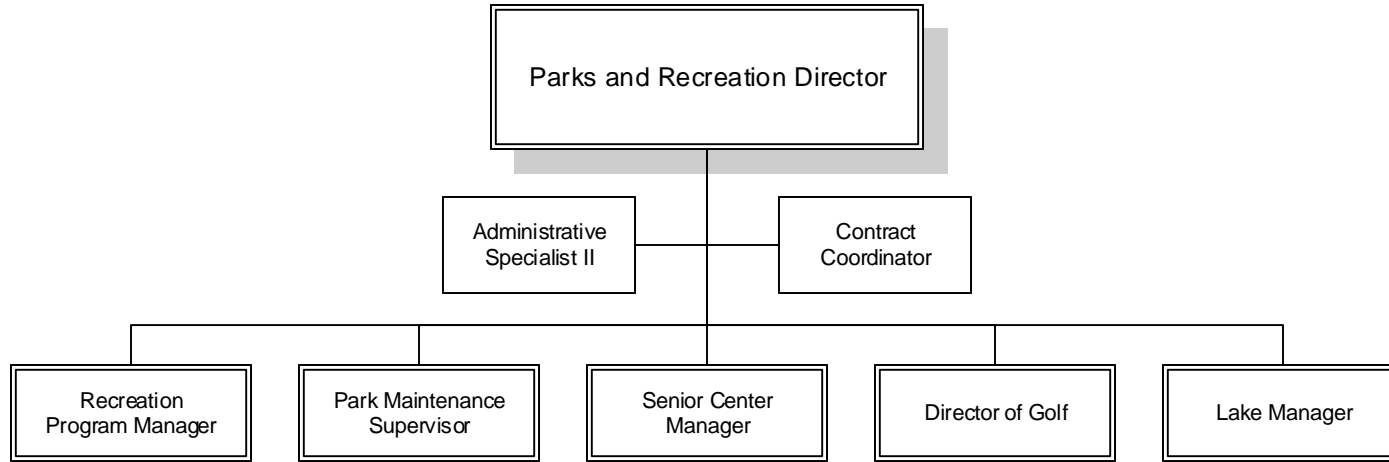 Parks and Recreation Director
Administrative
Specialist II
Contract
Coordinator
Recreation
Program Manager
Park Maintenance
Supervisor
Senior Center
Manager
Director of Golf
Lake Manager